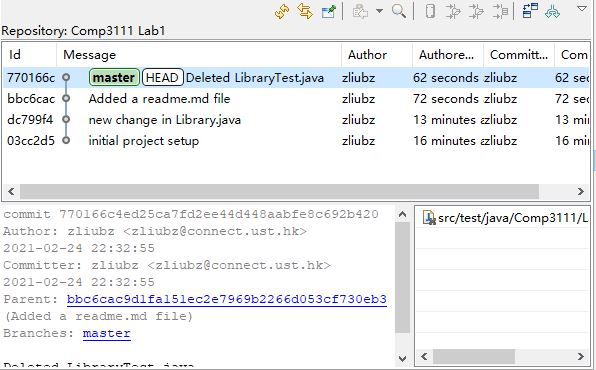 Repository: Comp3111 Lab1
Id Message Author Authore... Committ... Com
770166c master HEAD Deleted LibraryTest.java zliubz 62 seconds zliubz 62 sec
bbc6cac Added a readme.md file zliubz 72 seconds zliubz 72 sec
dc799f4 new change in Library.java zliubz 13 minutes zliubz 13 min
03cc2d5 initial project setup zliubz 16 minutes zliubz 16 min
commit 770166c4ed25ca7fd2ee44d448aabfe8c692b420
Author: zliubz <zliubz@connect.ust.hk>
2021-02-24 22:32:55
Committer: zliubz <zliubz@connect.ust.hk>
2021-02-24 22:32:55
Parent: bbc6cac9d1fa151ec2e7969b2266d053cf730eb3
(Added a readme.md file)
Branches: master
Deleted LibraryTest.java
src/test/java/Comp3111/L